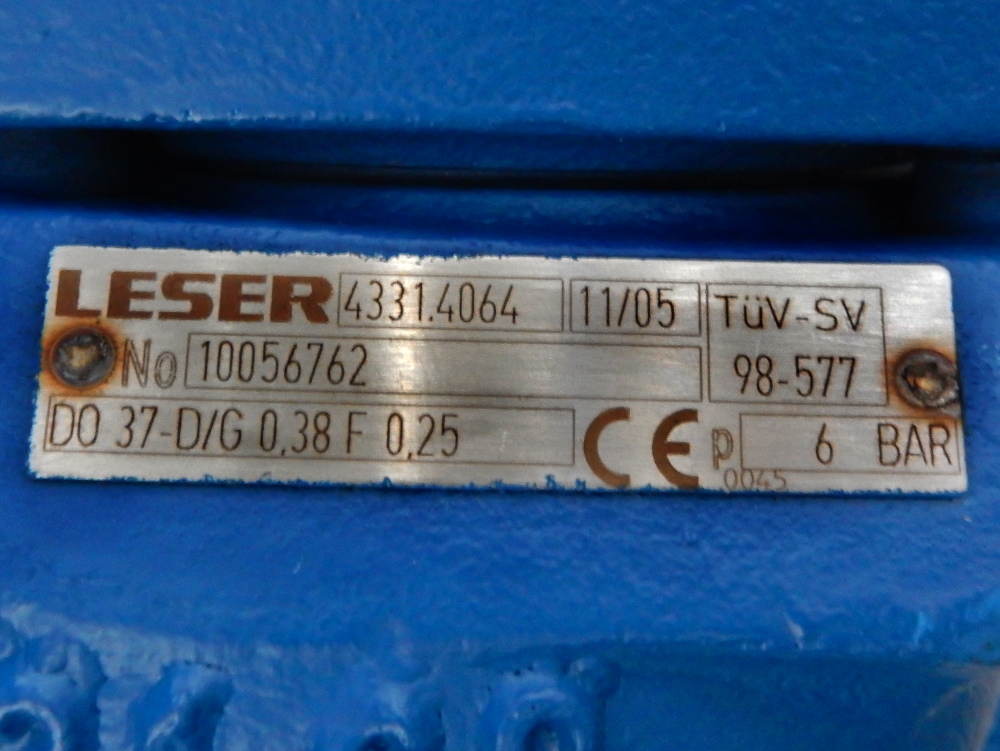 LESER 4331.4064 11/05 TÜV-SV
No 10056762 98-577
DO 37-D/G 0,38 F 0,25 CE p 6 BAR
0045